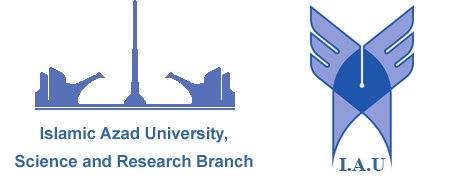 Islamic Azad University,
Science and Research Branch
I.A.U